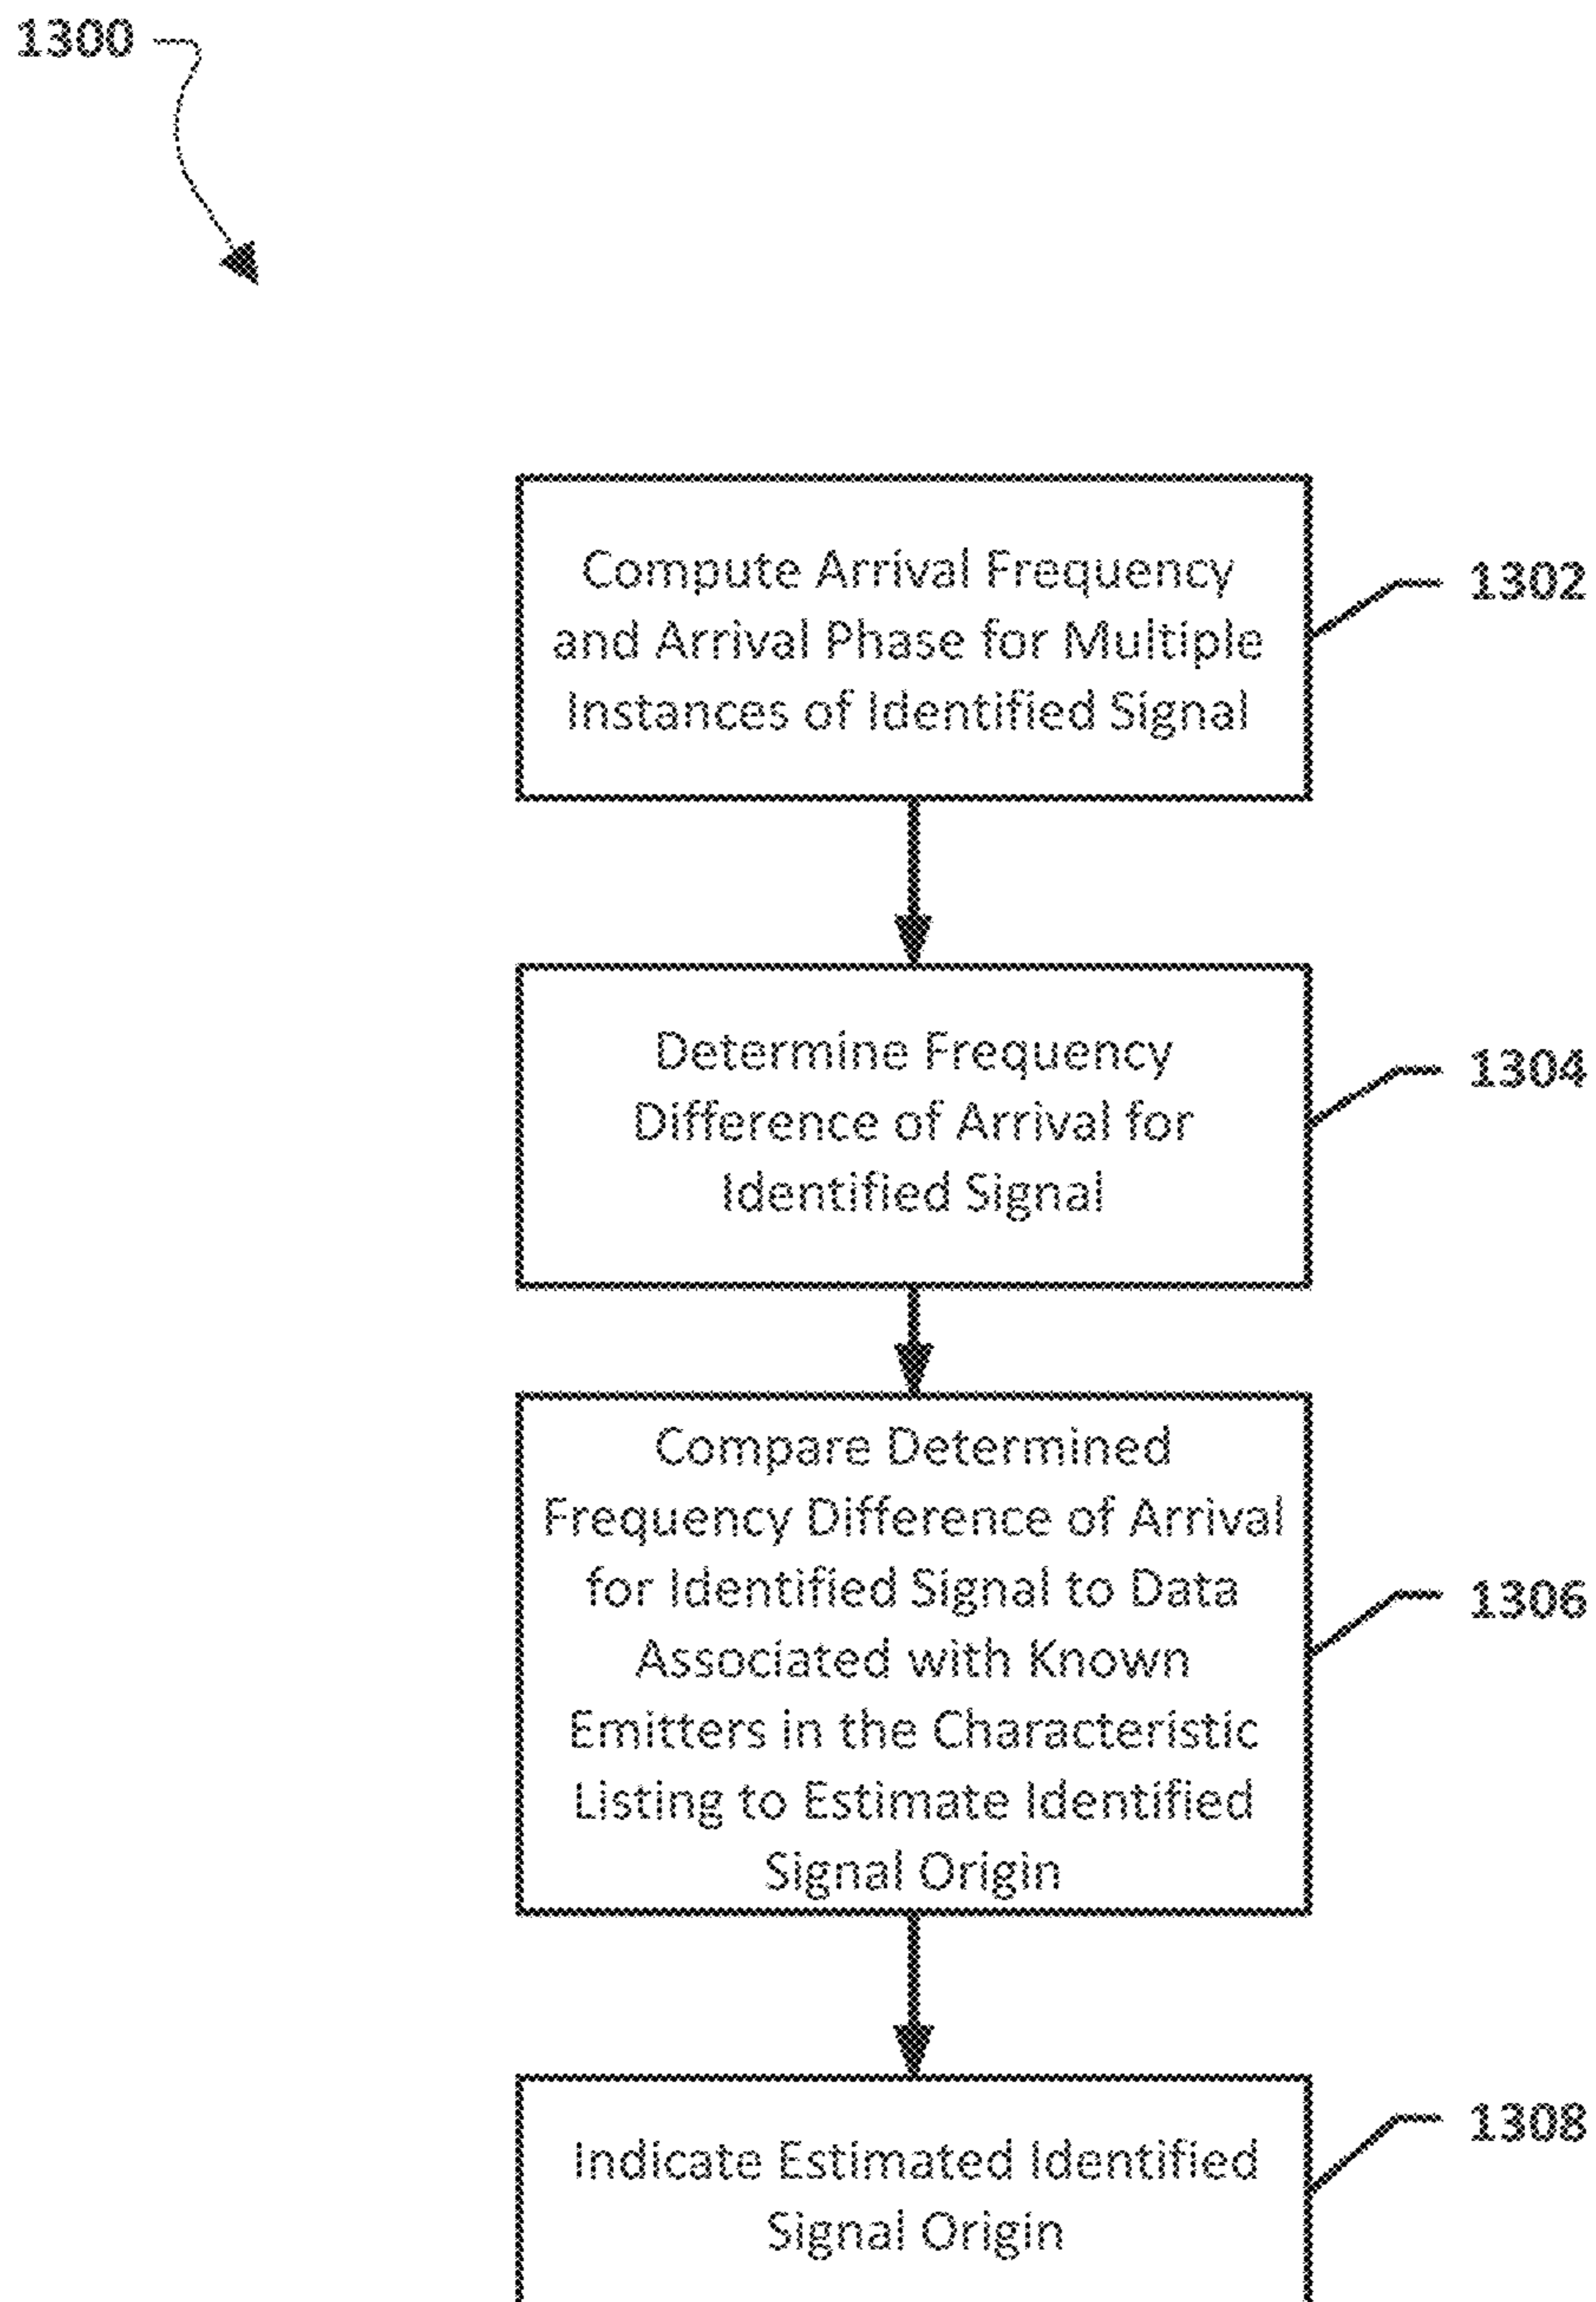 1300
Compute Arrival Frequency
and Arrival Phase for Multiple
Instances of Identified Signal
1302
Determine Frequency
Difference of Arrival for
Identified Signal
1304
Compare Determined
Frequency Difference of Arrival
for Identified Signal to Data
Associated with Known
Emitters in the Characteristic
Listing to Estimate Identified
Signal Origin
1306
Indicate Estimated Identified
Signal Origin
1308